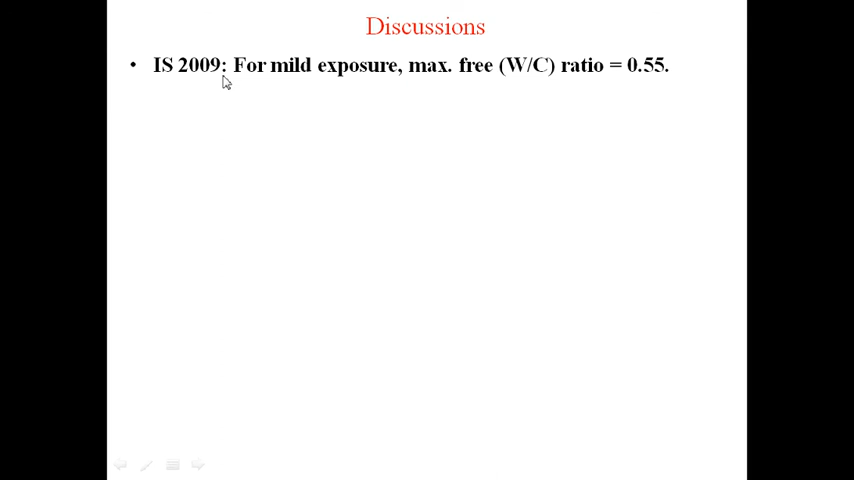 Discussions
• IS 2009: For mild exposure, max. free (W/C) ratio = 0.55.